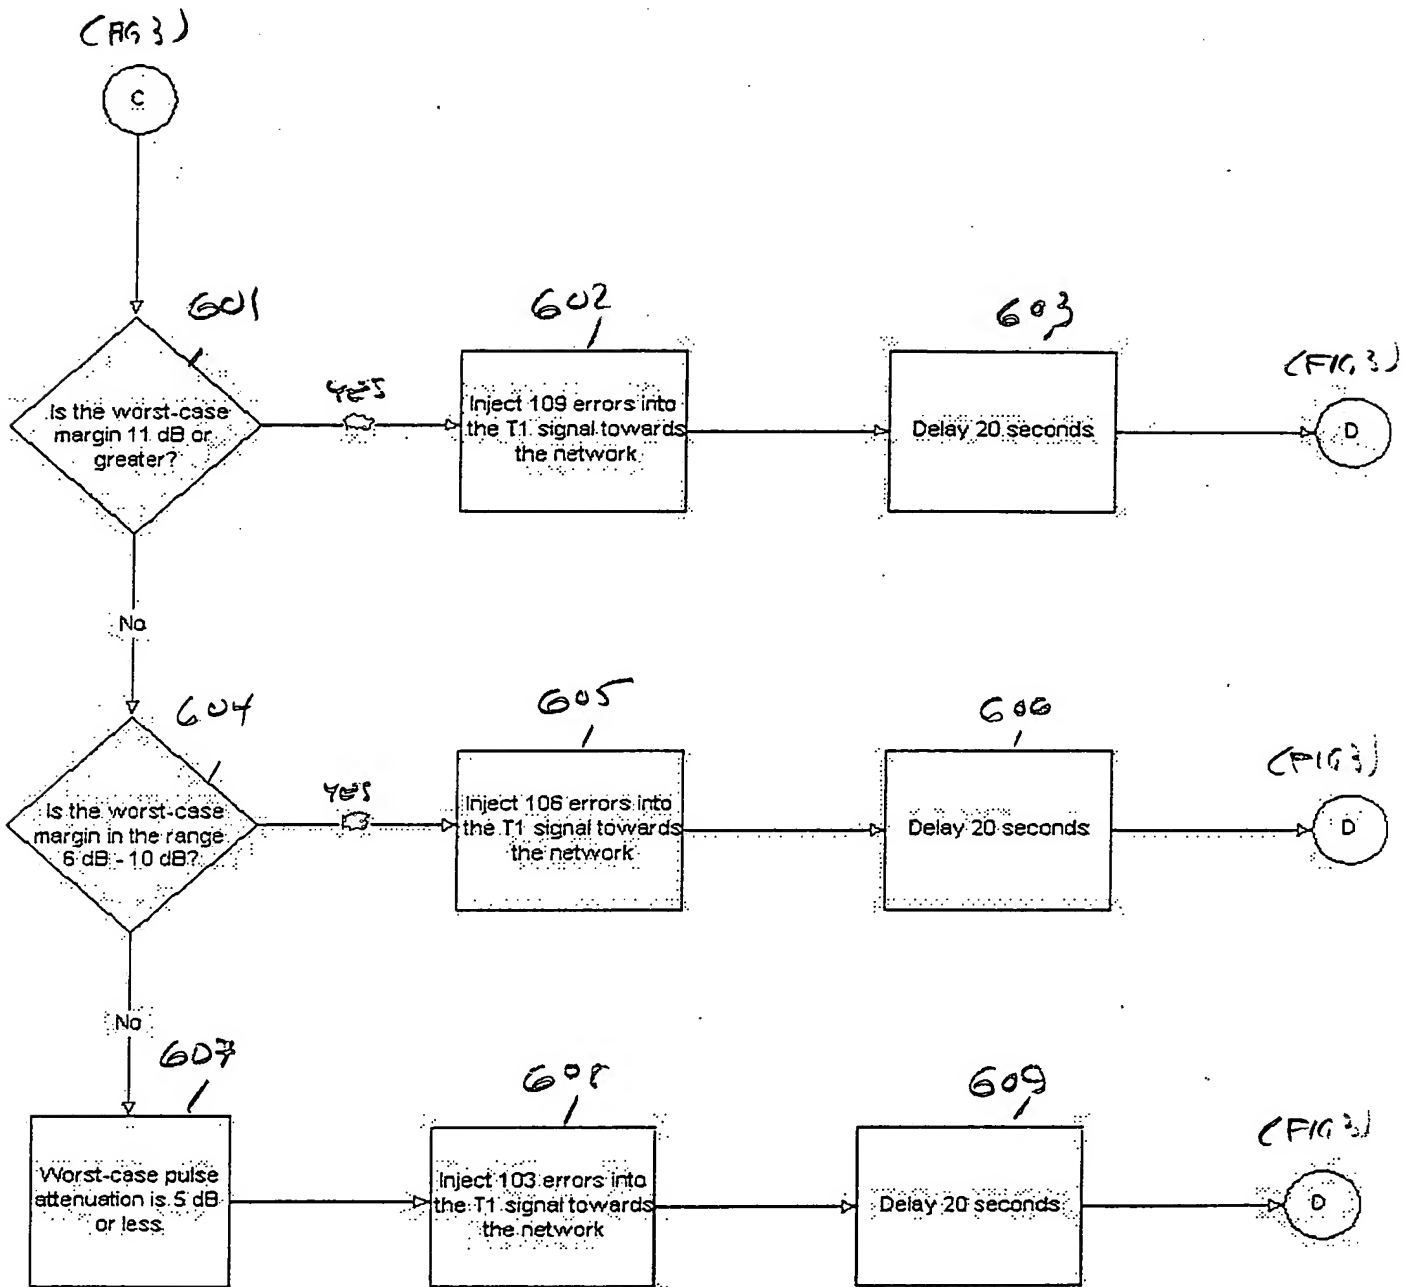 (FIG 3)
C
601
Is the worst-case
margin 11 dB or
greater?
YES
602
Inject 109 errors into
the T1 signal towards
the network
603
Delay 20 seconds
(FIG 3)
D
No
604
Is the worst-case
margin in the range
6 dB - 10 dB?
YES
605
Inject 106 errors into
the T1 signal towards
the network
606
Delay 20 seconds
(FIG 3)
D
No
607
Worst-case pulse
attenuation is 5 dB
or less
608
Inject 103 errors into
the T1 signal towards
the network
609
Delay 20 seconds
(FIG 3)
D